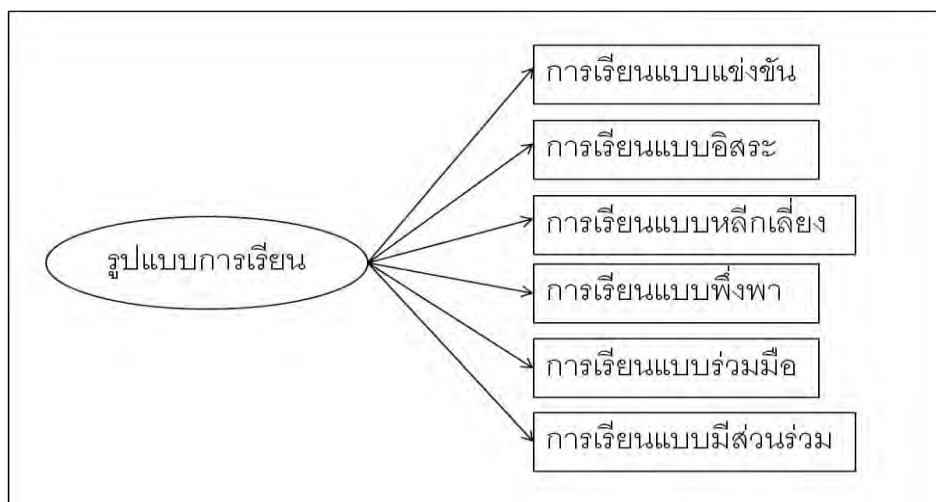 รูปแบบการเรียน
การเรียนแบบแข่งขัน
การเรียนแบบอิสระ
การเรียนแบบหลีกเลี่ยง
การเรียนแบบพึ่งพา
การเรียนแบบร่วมมือ
การเรียนแบบมีส่วนร่วม